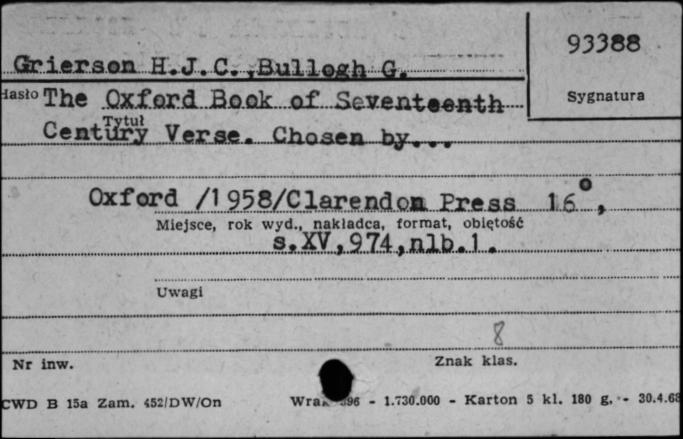 93388
Grierson H.J.C.,Bullogh G.
Hasło The Oxford Book of Seventeenth
Sygnatura
Tytuł
Century Verse. Chosen by...
Oxford /1958/Clarendon Press 16°,
Miejsce, rok wyd., nakładca, format, objętość
s.XV,974,nlb.1.
Uwagi
8
Nr inw.
Znak klas.
CWD B 15a Zam. 452/DW/On
96 - 1.730.000 - Karton 5 kl. 180 g. - 30.4.68